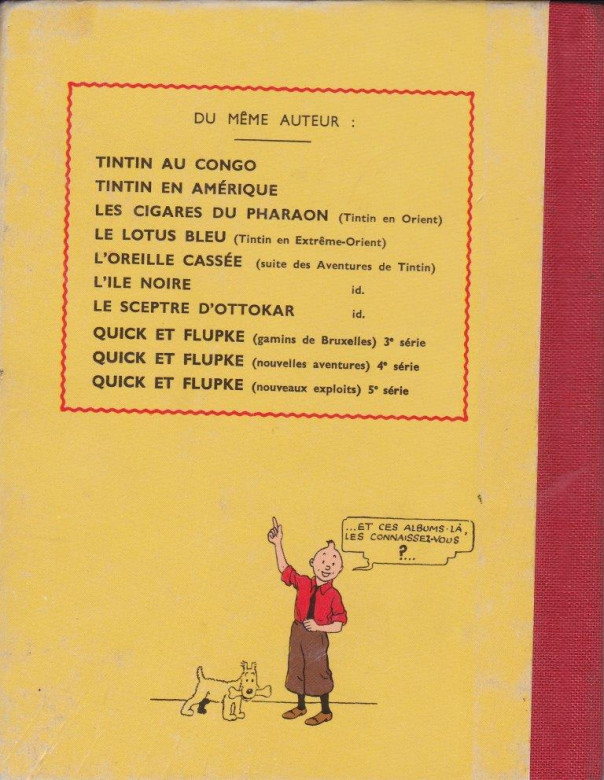 DU MÊME AUTEUR :
TINTIN AU CONGO
TINTIN EN AMÉRIQUE
LES CIGARES DU PHARAON (Tintin en Orient)
LE LOTUS BLEU (Tintin en Extrême-Orient)
L'OREILLE CASSÉE (suite des Aventures de Tintin)
L'ILE NOIRE id.
LE SCEPTRE D'OTTOKAR id.
QUICK ET FLUPKE (gamins de Bruxelles) 3e série
QUICK ET FLUPKE (nouvelles aventures) 4e série
QUICK ET FLUPKE (nouveaux exploits) 5e série
...ET CES ALBUMS-LÀ,
LES CONNAISSEZ-VOUS
?...